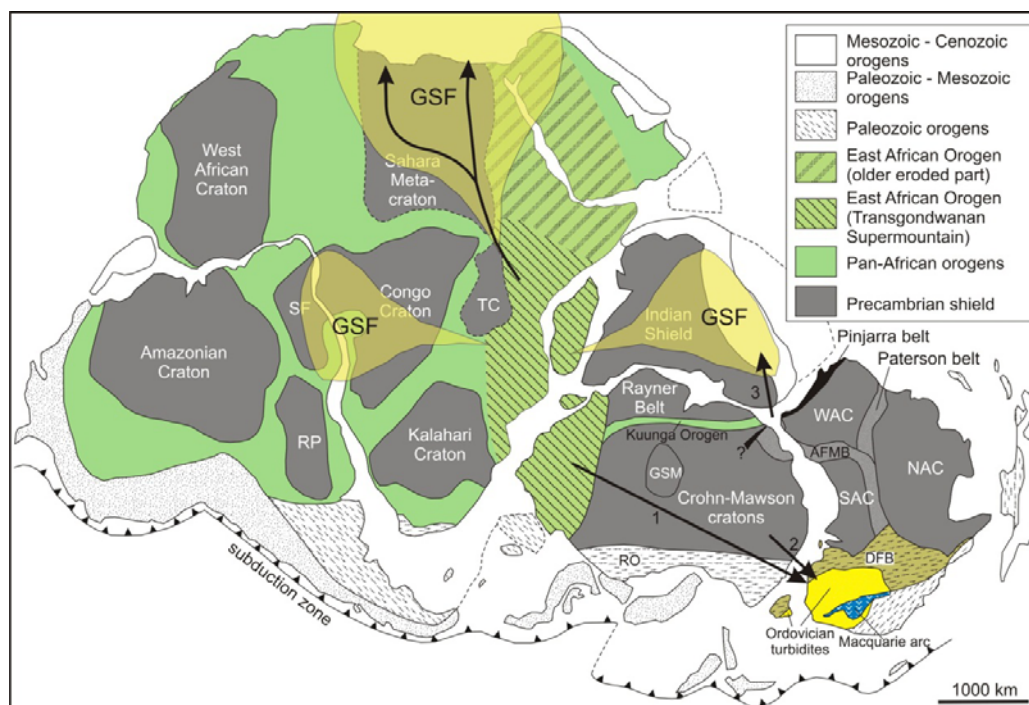 GSF
West
African
Craton
Sahara
Meta-
craton
Mesozoic - Cenozoic
orogens
Paleozoic - Mesozoic
orogens
Paleozoic orogens
East African Orogen
(older eroded part)
East African Orogen
(Transgondwanan
Supermountain)
Pan-African orogens
Precambrian shield
SF
Congo
Craton
GSF
TC
Indian
Shield
GSF
Pinjarra belt
Paterson belt
Amazonian
Craton
RP
Kalahari
Craton
Rayner
Belt
3
Kuunga Orogen
?
WAC
AFMB
NAC
GSM
Crohn-Mawson
cratons
SAC
1
2
RO
DFB
subduction zone
Ordovician
turbidites
Macquarie arc
1000 km